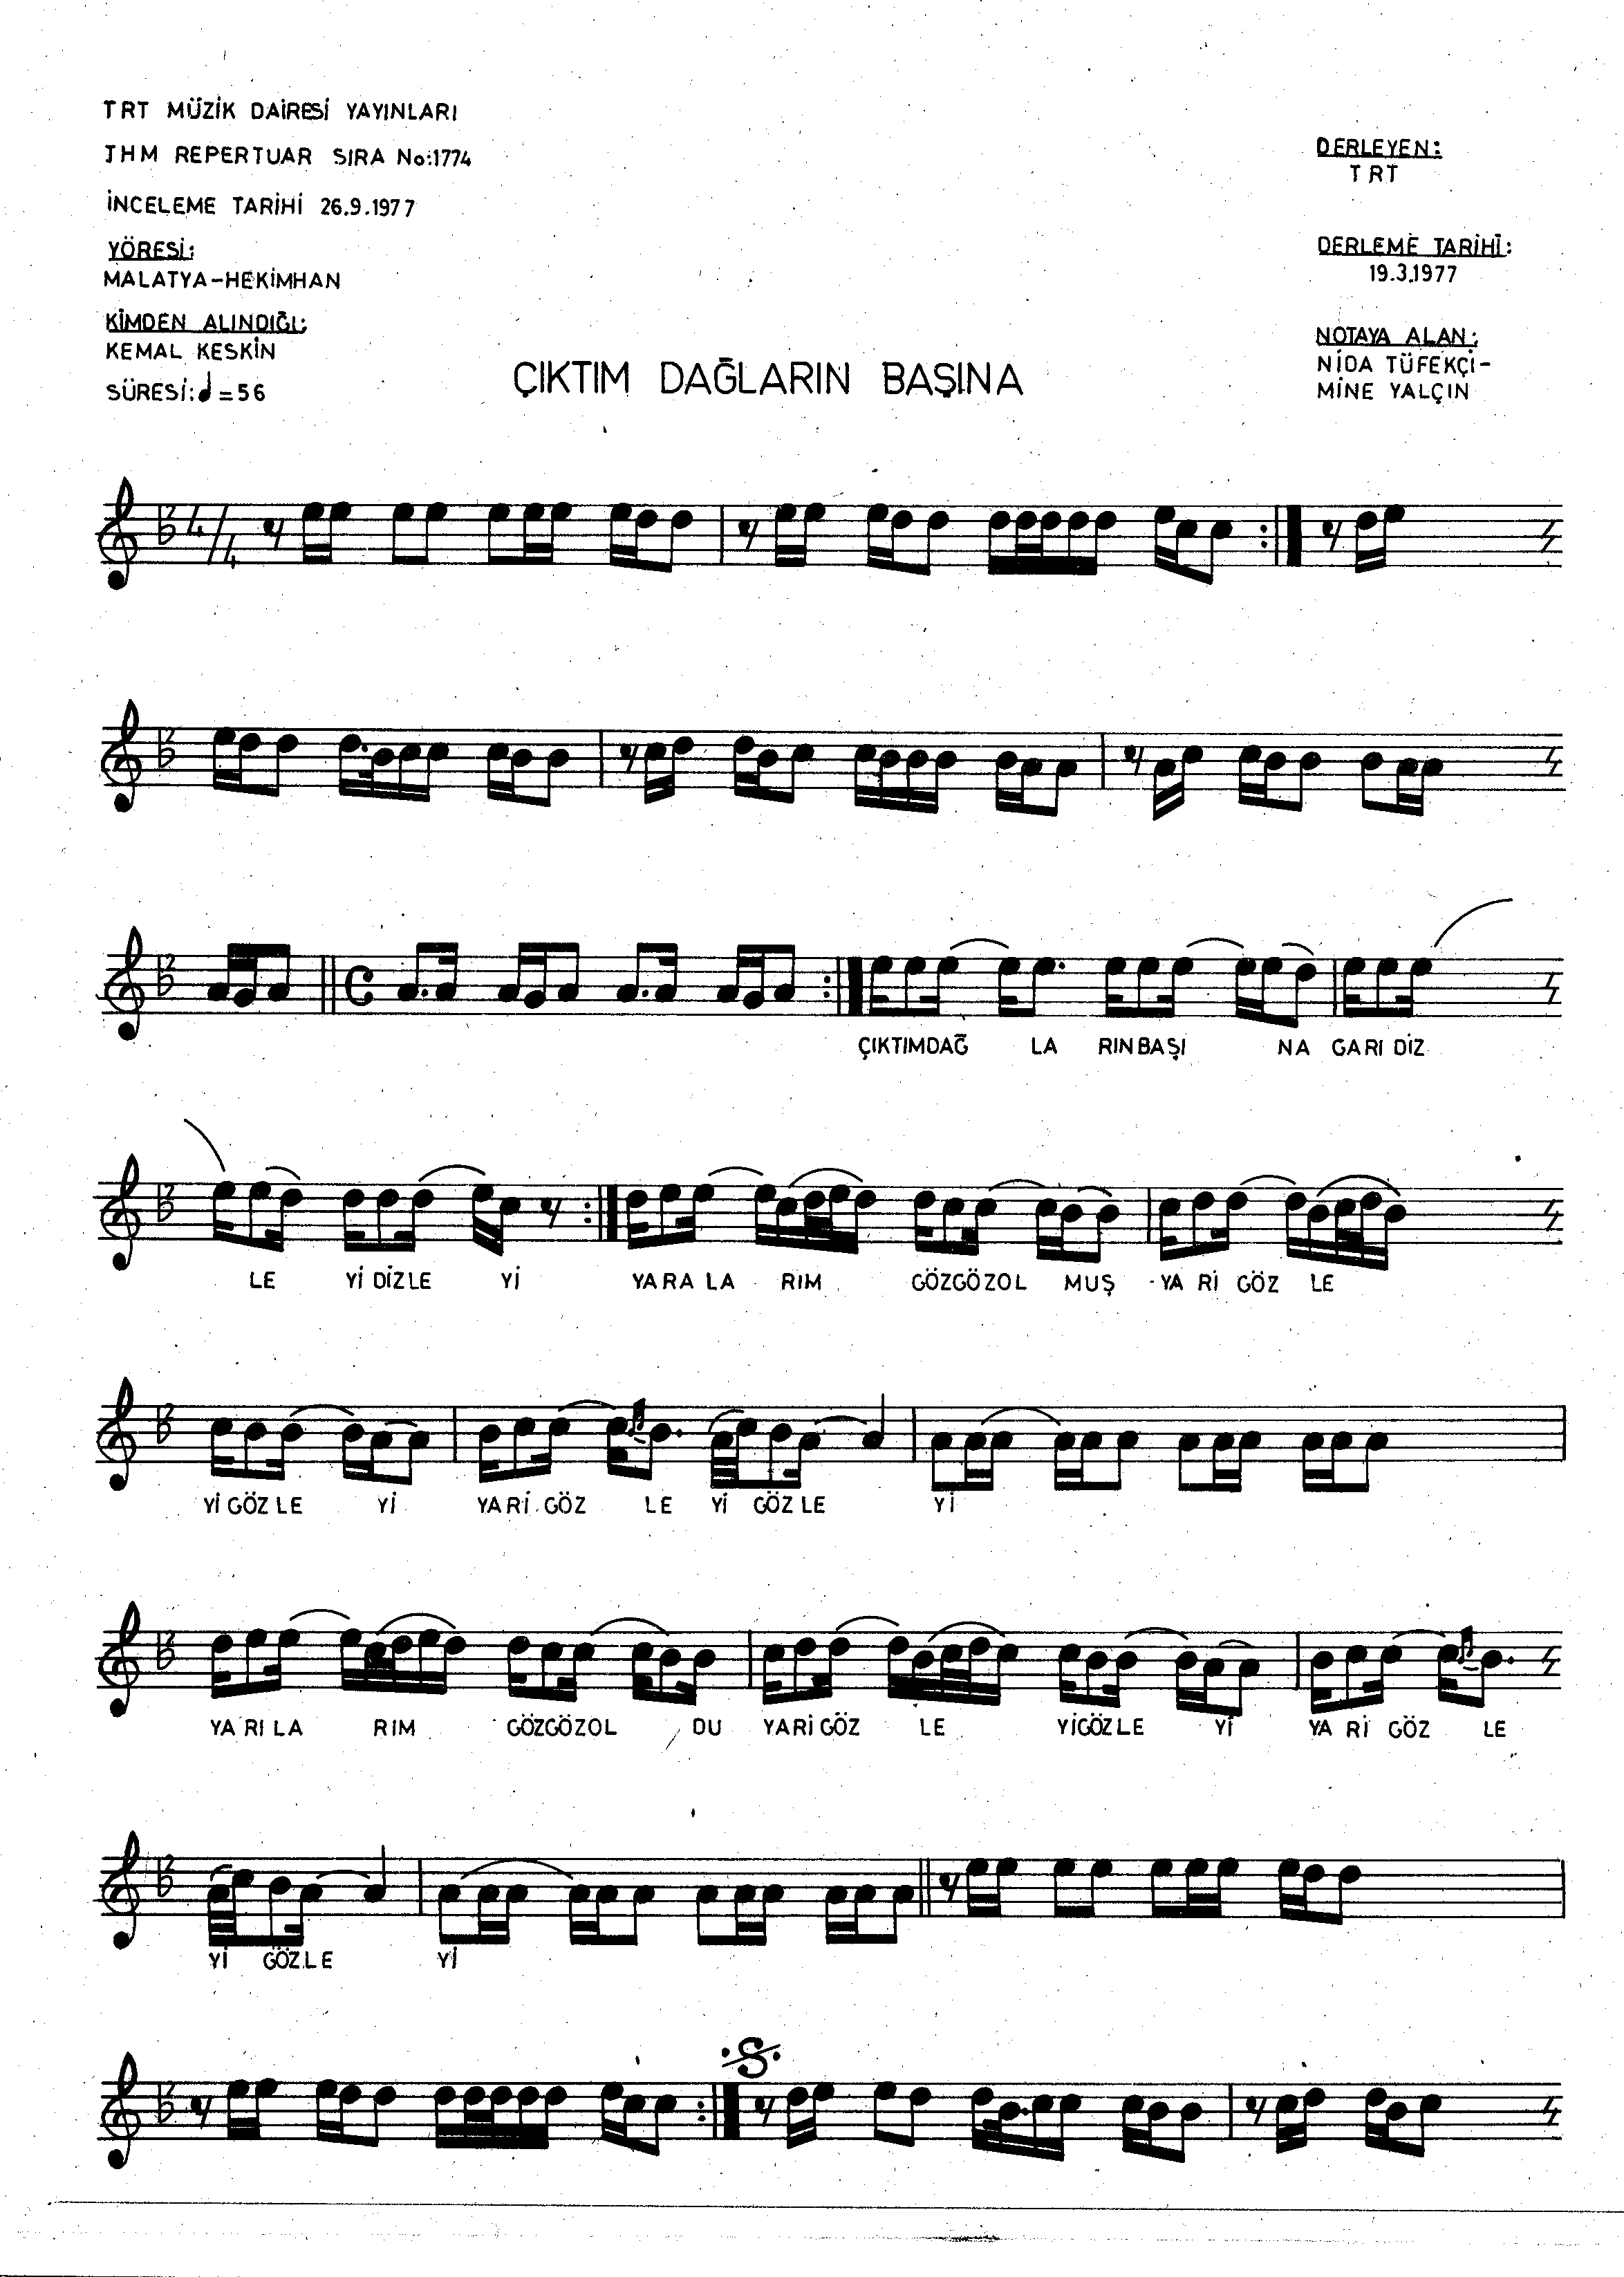 TRT MÜZİK DAİRESİ YAYINLARI
THM REPERTUAR SIRA No:1774
İNCELEME TARİHİ 26.9.1977
YÖRESİ:
MALATYA-HEKİMHAN
KİMDEN ALINDIĞI:
KEMAL KESKİN
SÜRESİ: ♩=56
DERLEYEN:
TRT
DERLEME TARİHİ:
19.3.1977
NOTAYA ALAN:
NİDA TÜFEKÇİ-
MİNE YALÇIN
ÇIKTIM DAĞLARIN BAŞINA
4/4
ÇIKTIMDAĞ LA RINBAŞI NA GARI DİZ
LE Yİ DİZLE Yİ YARA LA RIM GÖZGÖZOL MUŞ YA Rİ GÖZ LE
Yİ GÖZ LE Yİ YARİ GÖZ LE Yİ GÖZ LE Yİ
YA RI LA RIM GÖZGÖZOL DU YARİ GÖZ LE YİGÖZLE Yİ YA Rİ GÖZ LE
Yİ GÖZLE Yİ